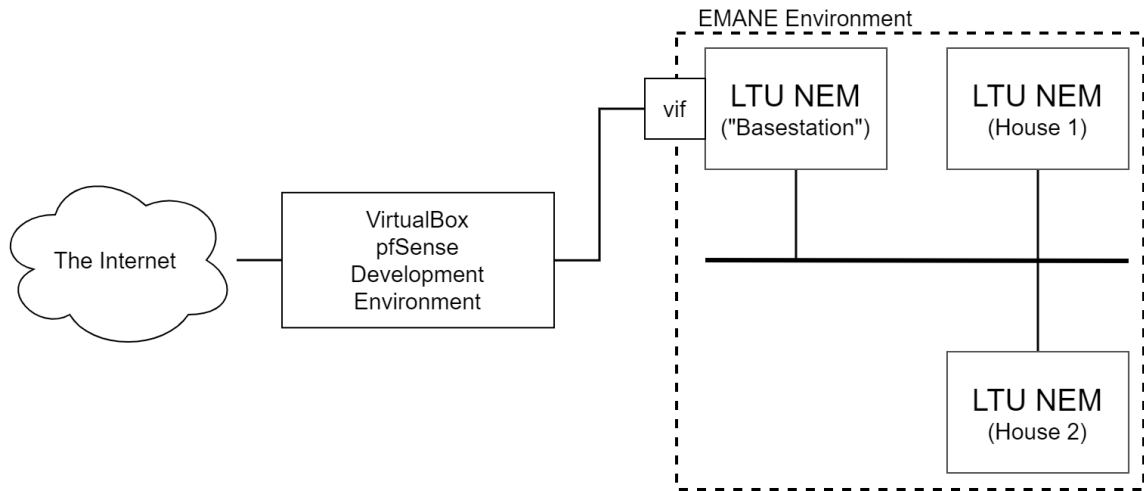 EMANE Environment
LTU NEM
("Basestation")
LTU NEM
(House 1)
vif
The Internet
VirtualBox
pfSense
Development
Environment
LTU NEM
(House 2)